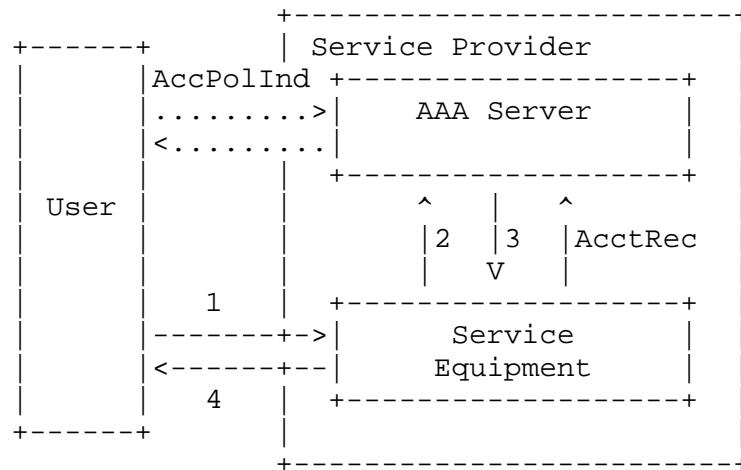 Service Provider
AccPolInd
AAA Server
User
2 3 AcctRec
1
Service
Equipment
4